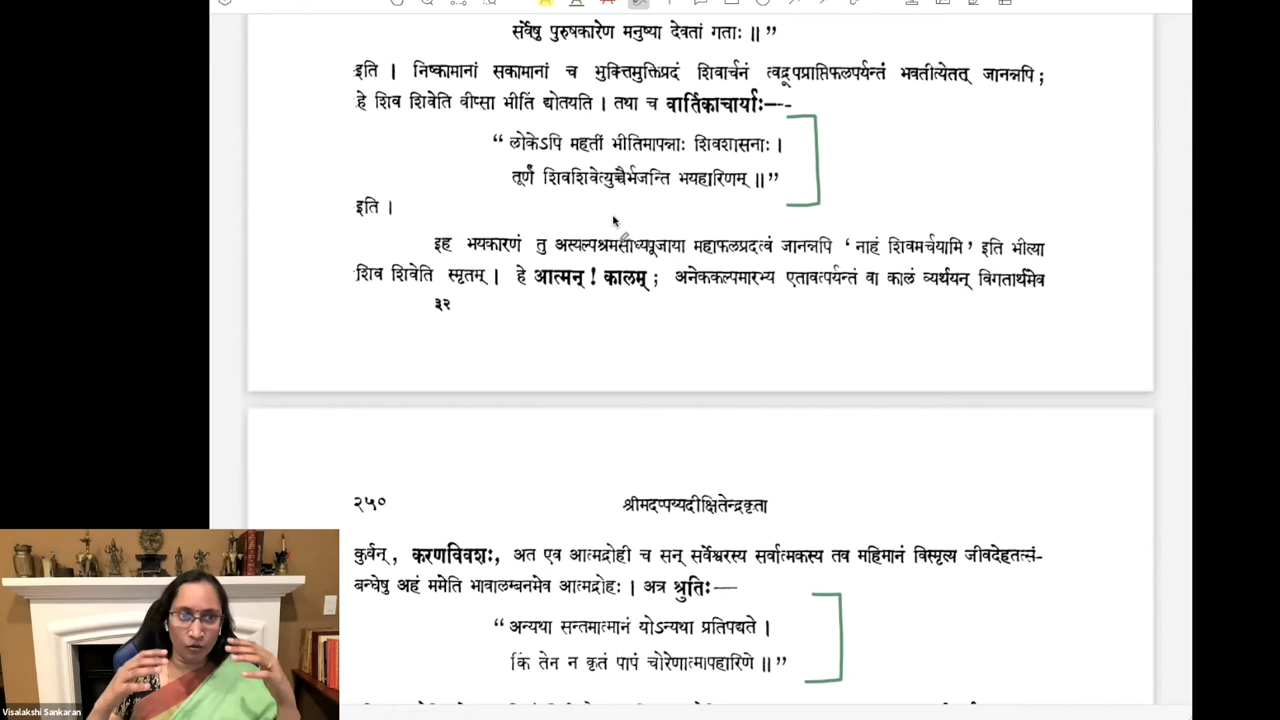 सर्वेषु पुरुषकारेण मनुष्या देवतां गताः ॥ ”
इति । निष्कामानां सकामानां च भुक्तिमुक्तिप्रदं शिवार्चनं त्वद्रूपप्राप्तिफलपर्यन्तं भवतीत्येतत् जानन्नपि ;
हे शिव शिवेति वीप्सा भीतिं द्योतयति । तथा च वार्तिकाचार्याः—--
“ लोकेऽपि महतीं भीतिमापन्नाः शिवशासनाः ।
तूर्णं शिवशिवेत्युच्चैर्भजन्ति भयहारिणम् ॥ ”
इति ।
इह भयकारणं तु अस्यल्पश्रमसाध्यपूजाया महाफलप्रदत्वं जानन्नपि ‘ नाहं शिवमर्चयामि ’ इति भीत्या
शिव शिवेति स्मृतम् । हे आत्मन् ! कालम् ; अनेककल्पमारभ्य एतावत्पर्यन्तं वा कालं व्यर्थयन् विगतार्थमेव
३२
२५०
श्रीमदप्पय्यदीक्षितेन्द्रकृता
कुर्वन् , करणविवशः, अत एव आत्मद्रोही च सन् सर्वेश्वरस्य सर्वात्मकस्य तव महिमानं विस्मृत्य जीवदेहतत्सं-
बन्धेषु अहं ममेति भावालम्बनमेव आत्मद्रोहः । अत्र श्रुतिः—
“ अन्यथा सन्तमात्मानं योऽन्यथा प्रतिपद्यते ।
किं तेन न कृतं पापं चोरेणात्मापहारिणे ॥ ”
Visalakshi Sankaran